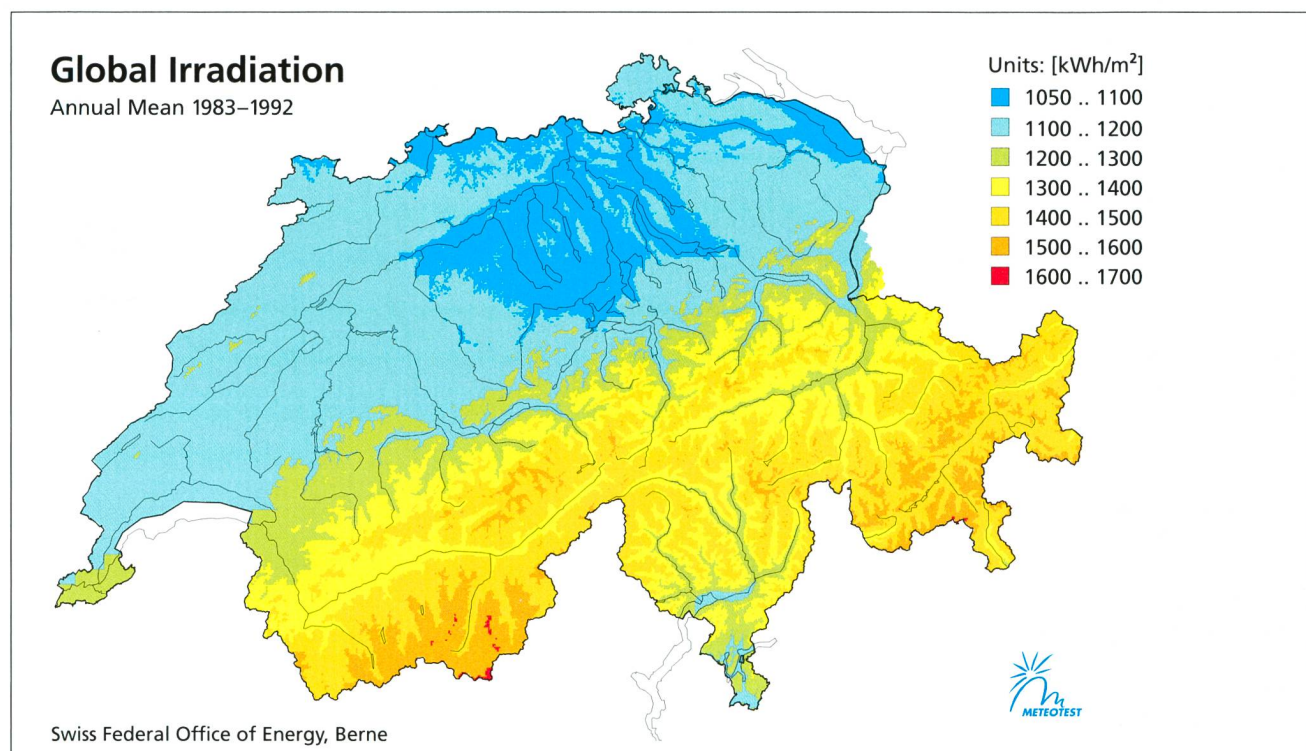 Global Irradiation
Annual Mean 1983–1992
Units: [kWh/m²]
1050 .. 1100
1100 .. 1200
1200 .. 1300
1300 .. 1400
1400 .. 1500
1500 .. 1600
1600 .. 1700
METEOTEST
Swiss Federal Office of Energy, Berne